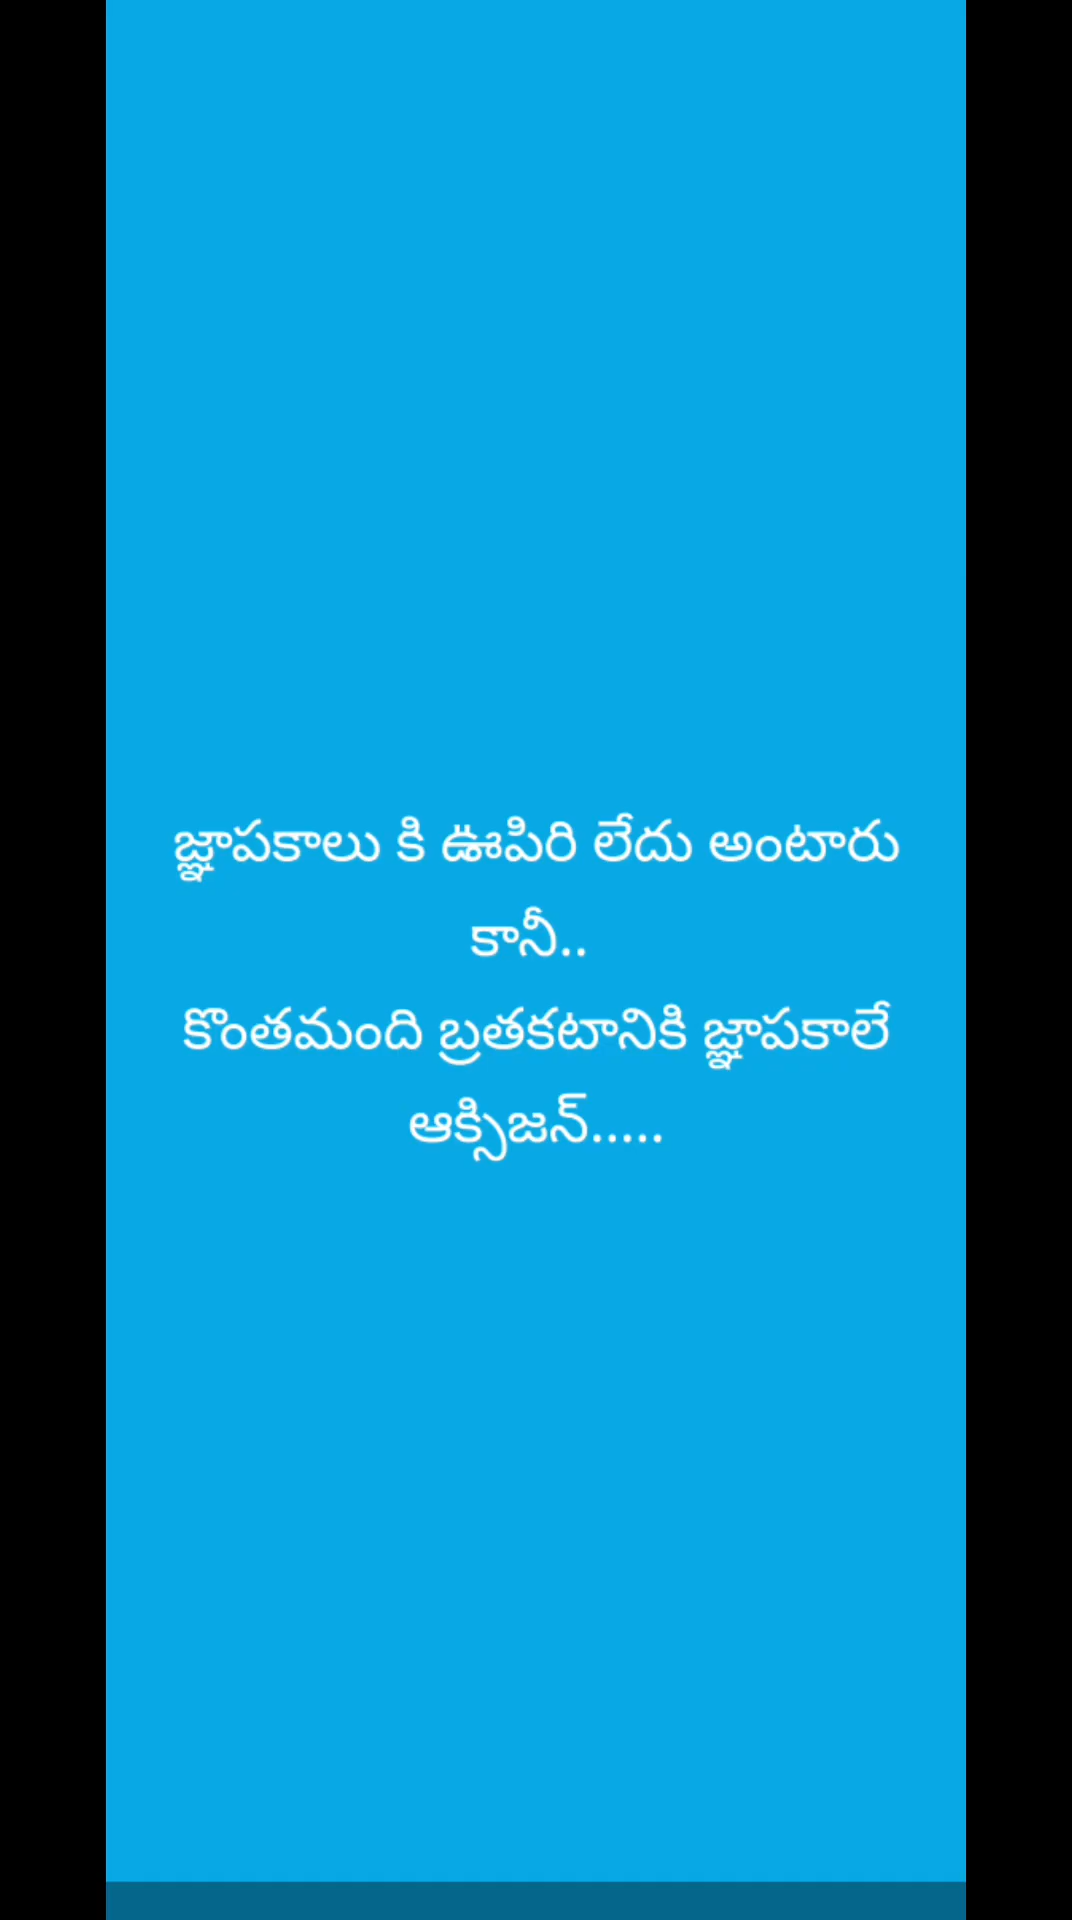 జ్ఞాపకాలు కి ఊపిరి లేదు అంటారు
కానీ..
కొంతమంది బ్రతకటానికి జ్ఞాపకాలే
ఆక్సిజన్.....